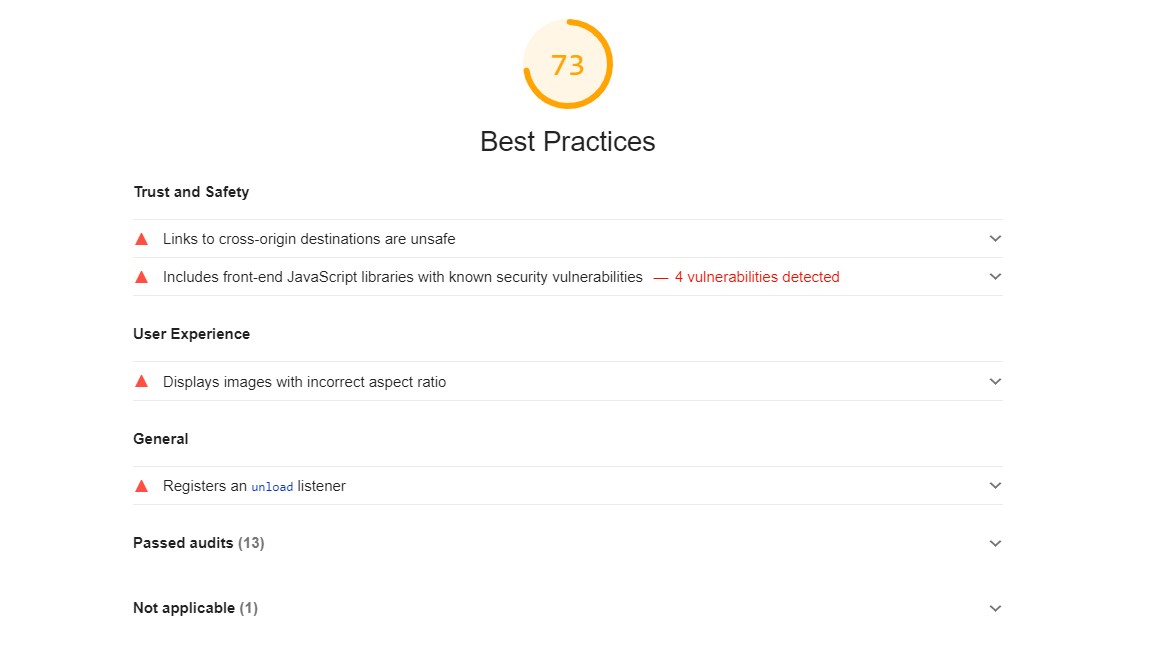 73
Best Practices
Trust and Safety
Links to cross-origin destinations are unsafe
Includes front-end JavaScript libraries with known security vulnerabilities — 4 vulnerabilities detected
User Experience
Displays images with incorrect aspect ratio
General
Registers an unload listener
Passed audits (13)
Not applicable (1)